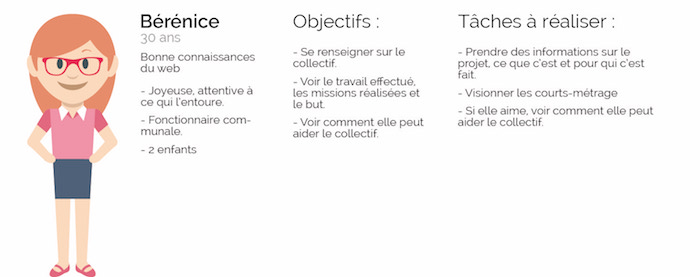 Bérénice
30 ans
Bonne connaissances
du web
- Joyeuse, attentive à
ce qui l'entoure.
- Fonctionnaire com-
munale.
- 2 enfants
Objectifs :
- Se renseigner sur le
collectif.
- Voir le travail effectué,
les missions réalisées et
le but.
- Voir comment elle peut
aider le collectif.
Tâches à réaliser :
- Prendre des informations sur le
projet, ce que c'est et pour qui c'est
fait.
- Visionner les courts-métrage
- Si elle aime, voir comment elle peut
aider le collectif.